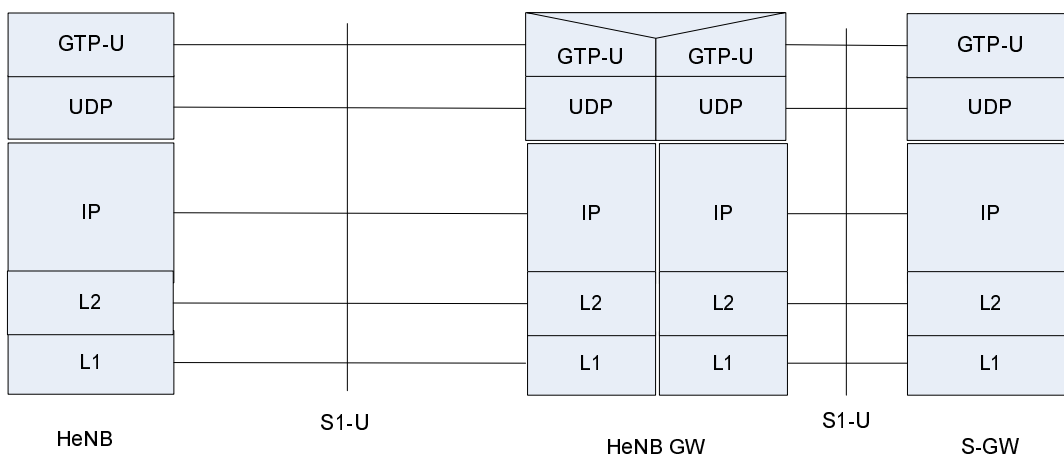 GTP-U GTP-U GTP-U GTP-U
UDP UDP UDP UDP
IP IP IP IP
L2 L2 L2 L2
L1 L1 L1 L1
S1-U S1-U
HeNB HeNB GW S-GW